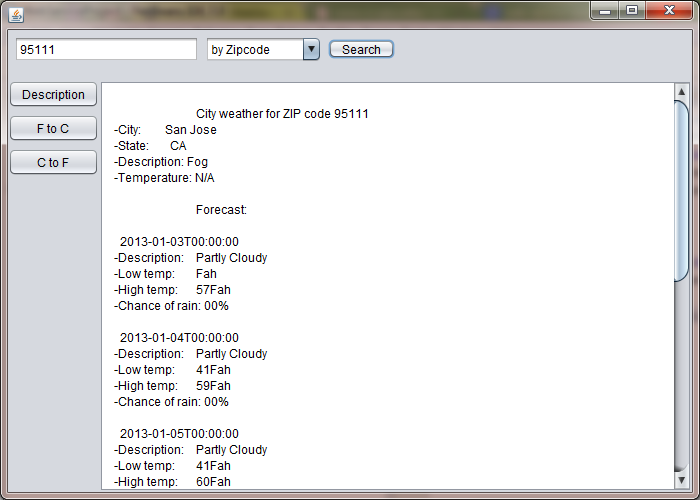 95111 by Zipcode Search
Description
F to C
C to F
City weather for ZIP code 95111
-City: San Jose
-State: CA
-Description: Fog
-Temperature: N/A
Forecast:
2013-01-03T00:00:00
-Description: Partly Cloudy
-Low temp: Fah
-High temp: 57Fah
-Chance of rain: 00%
2013-01-04T00:00:00
-Description: Partly Cloudy
-Low temp: 41Fah
-High temp: 59Fah
-Chance of rain: 00%
2013-01-05T00:00:00
-Description: Partly Cloudy
-Low temp: 41Fah
-High temp: 60Fah